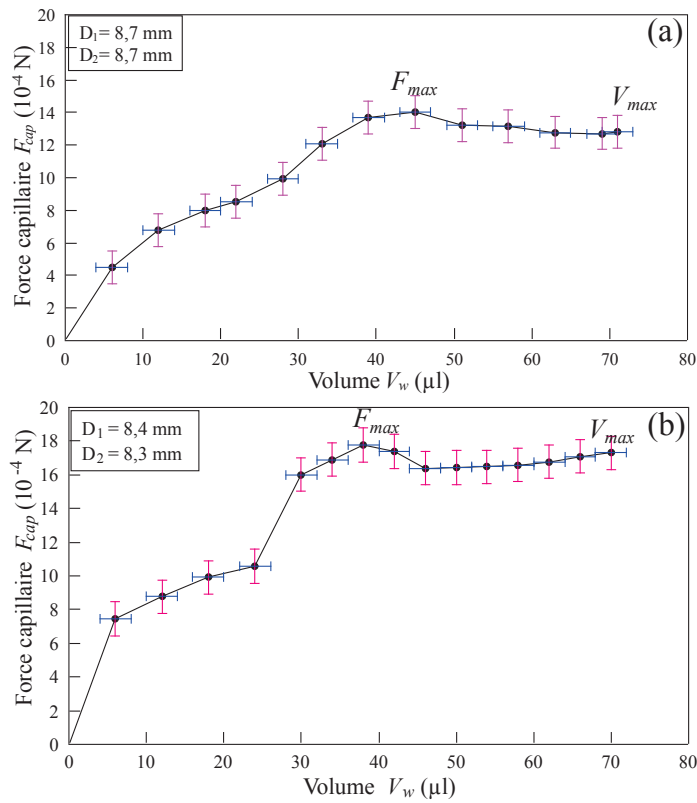 D₁= 8,7 mm
D₂= 8,7 mm
(a)
F_max
V_max
Force capillaire F_cap (10⁻⁴ N)
20
18
16
14
12
10
8
6
4
2
0
0 10 20 30 40 50 60 70 80
Volume V_w (µl)
D₁ = 8,4 mm
D₂ = 8,3 mm
(b)
F_max
V_max
Force capillaire F_cap (10⁻⁴ N)
20
18
16
14
12
10
8
6
4
2
0
0 10 20 30 40 50 60 70 80
Volume V_w (µl)